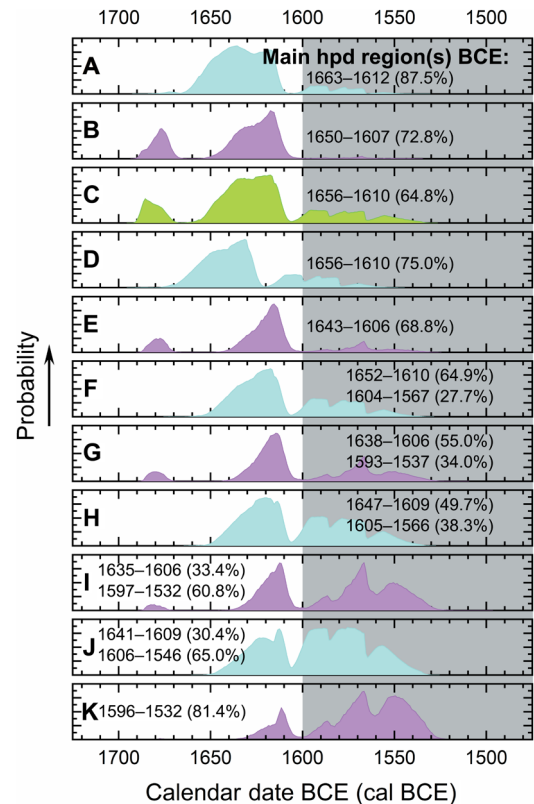 1700 1650 1600 1550 1500
Main hpd region(s) BCE:
A 1663–1612 (87.5%)
B 1650–1607 (72.8%)
C 1656–1610 (64.8%)
D 1656–1610 (75.0%)
E 1643–1606 (68.8%)
F 1652–1610 (64.9%)
1604–1567 (27.7%)
G 1638–1606 (55.0%)
1593–1537 (34.0%)
H 1647–1609 (49.7%)
1605–1566 (38.3%)
I 1635–1606 (33.4%)
1597–1532 (60.8%)
J 1641–1609 (30.4%)
1606–1546 (65.0%)
K 1596–1532 (81.4%)
Probability
1700 1650 1600 1550 1500
Calendar date BCE (cal BCE)